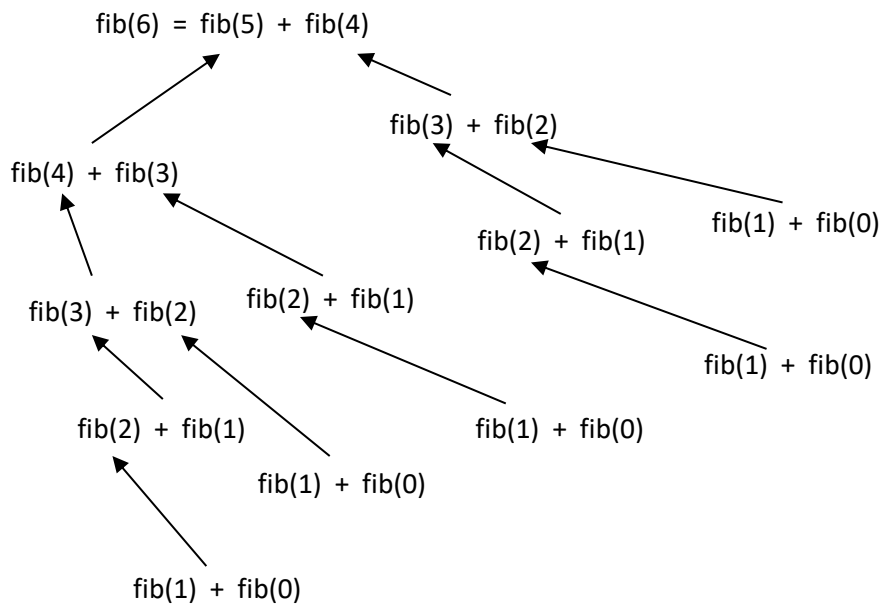 fib(6) = fib(5) + fib(4)
fib(3) + fib(2)
fib(4) + fib(3)
fib(1) + fib(0)
fib(2) + fib(1)
fib(2) + fib(1)
fib(3) + fib(2)
fib(1) + fib(0)
fib(2) + fib(1)
fib(1) + fib(0)
fib(1) + fib(0)
fib(1) + fib(0)